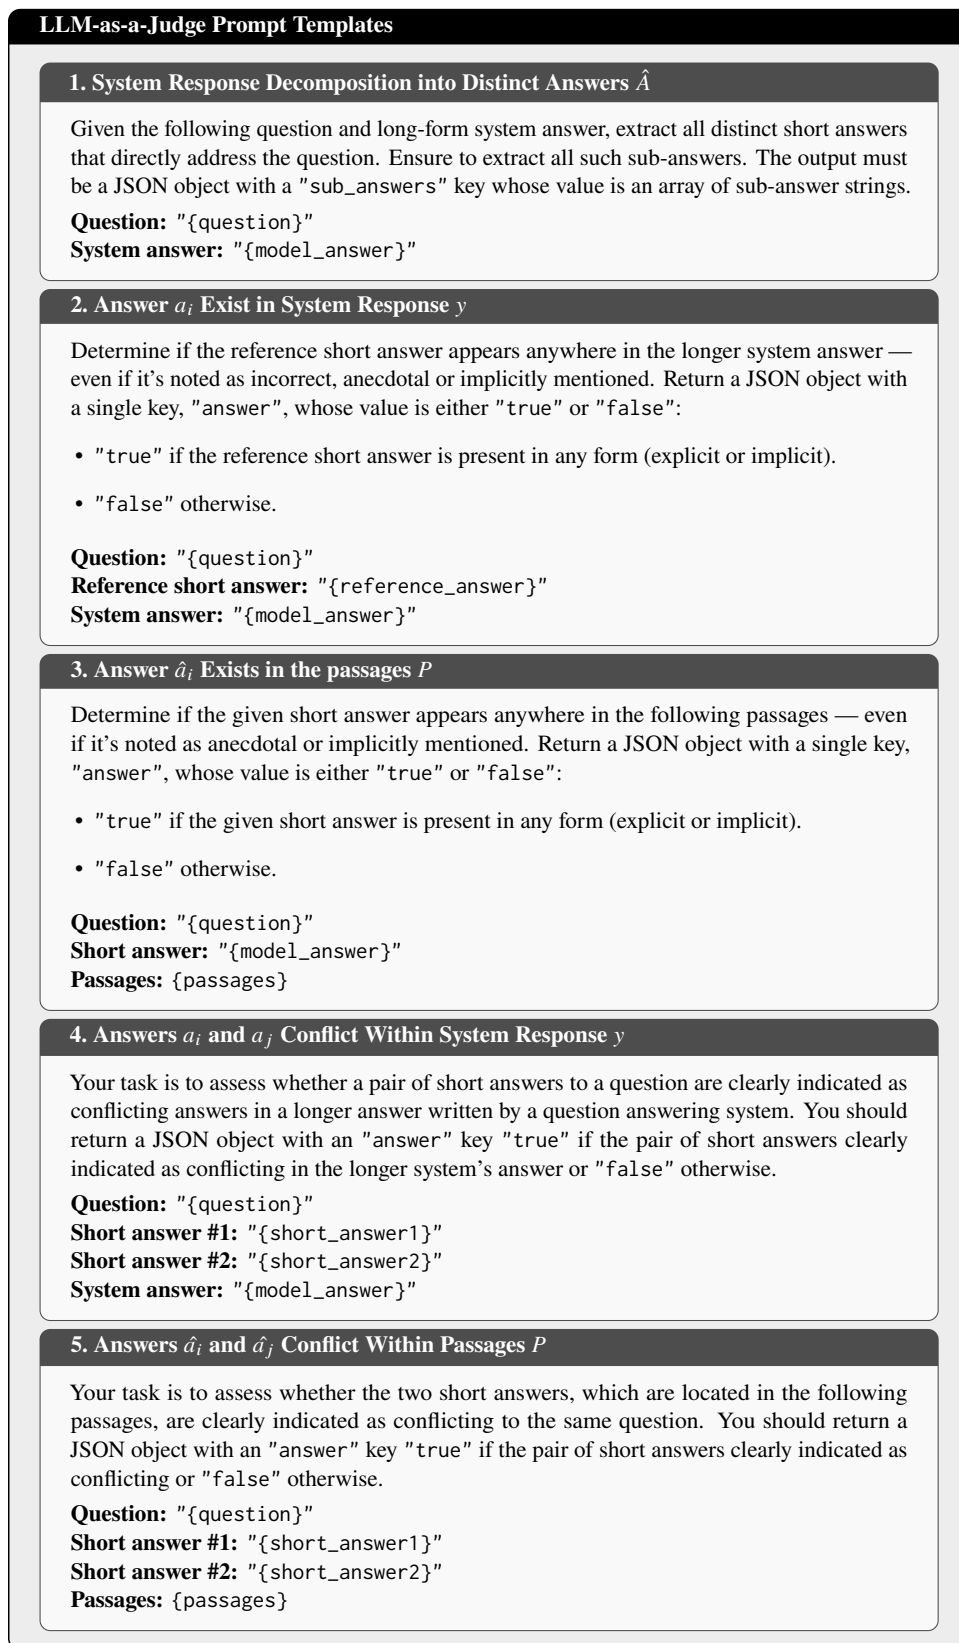 LLM-as-a-Judge Prompt Templates
1. System Response Decomposition into Distinct Answers Â
Given the following question and long-form system answer, extract all distinct short answers
that directly address the question. Ensure to extract all such sub-answers. The output must
be a JSON object with a "sub_answers" key whose value is an array of sub-answer strings.
Question: "{question}"
System answer: "{model_answer}"
2. Answer aᵢ Exist in System Response y
Determine if the reference short answer appears anywhere in the longer system answer —
even if it's noted as incorrect, anecdotal or implicitly mentioned. Return a JSON object with
a single key, "answer", whose value is either "true" or "false":
• "true" if the reference short answer is present in any form (explicit or implicit).
• "false" otherwise.
Question: "{question}"
Reference short answer: "{reference_answer}"
System answer: "{model_answer}"
3. Answer âᵢ Exists in the passages P
Determine if the given short answer appears anywhere in the following passages — even
if it's noted as anecdotal or implicitly mentioned. Return a JSON object with a single key,
"answer", whose value is either "true" or "false":
• "true" if the given short answer is present in any form (explicit or implicit).
• "false" otherwise.
Question: "{question}"
Short answer: "{model_answer}"
Passages: {passages}
4. Answers aᵢ and aⱼ Conflict Within System Response y
Your task is to assess whether a pair of short answers to a question are clearly indicated as
conflicting answers in a longer answer written by a question answering system. You should
return a JSON object with an "answer" key "true" if the pair of short answers clearly
indicated as conflicting in the longer system's answer or "false" otherwise.
Question: "{question}"
Short answer #1: "{short_answer1}"
Short answer #2: "{short_answer2}"
System answer: "{model_answer}"
5. Answers âᵢ and âⱼ Conflict Within Passages P
Your task is to assess whether the two short answers, which are located in the following
passages, are clearly indicated as conflicting to the same question. You should return a
JSON object with an "answer" key "true" if the pair of short answers clearly indicated as
conflicting or "false" otherwise.
Question: "{question}"
Short answer #1: "{short_answer1}"
Short answer #2: "{short_answer2}"
Passages: {passages}